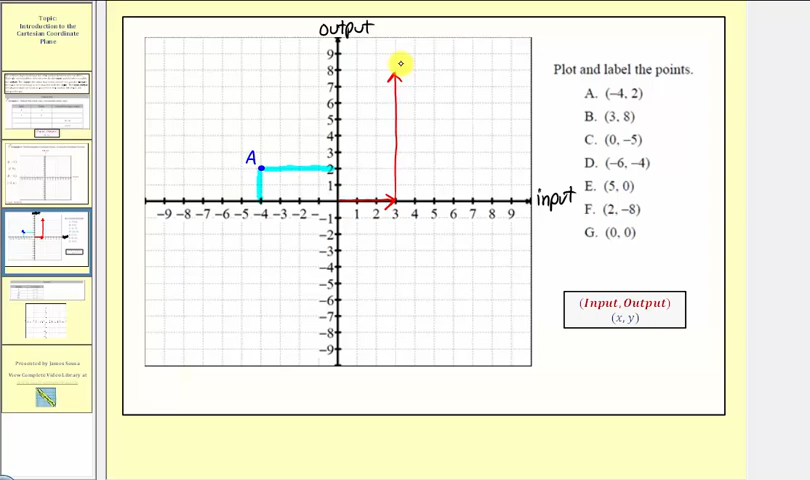 Topic:
Introduction to the
Cartesian Coordinate
Plane
Presented by James Sousa
View Complete Video Library at
output
9
8
7
6
5
4
3
2
1
A
input
−9 −8 −7 −6 −5 −4 −3 −2 1 2 3 4 5 6 7 8 9
−1
−2
−3
−4
−5
−6
−7
−8
−9
Plot and label the points.
A. (−4, 2)
B. (3, 8)
C. (0, −5)
D. (−6, −4)
E. (5, 0)
F. (2, −8)
G. (0, 0)
(Input, Output)
(x, y)